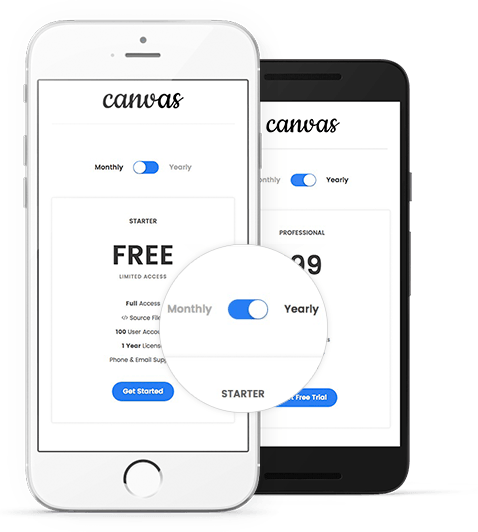 canvas
Monthly Yearly
STARTER
FREE
LIMITED ACCESS
Full Access
</> Source File
100 User Accou
1 Year Licens
Phone & Email Supp
Get Started
canvas
onthly Yearly
PROFESSIONAL
99
Free Trial
Monthly Yearly
STARTER